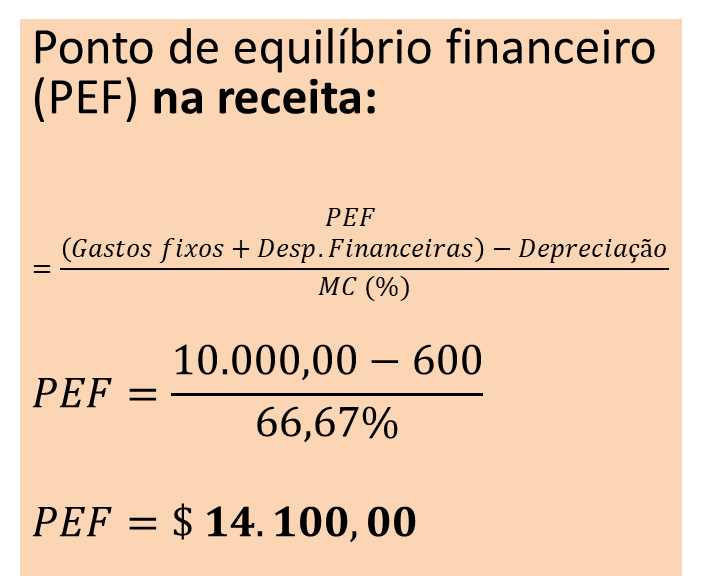 Ponto de equilíbrio financeiro
(PEF) na receita:
PEF
= (Gastos fixos + Desp. Financeiras) − Depreciação
MC (%)
10.000,00 − 600
PEF =
66,67%
PEF = $ 14.100,00